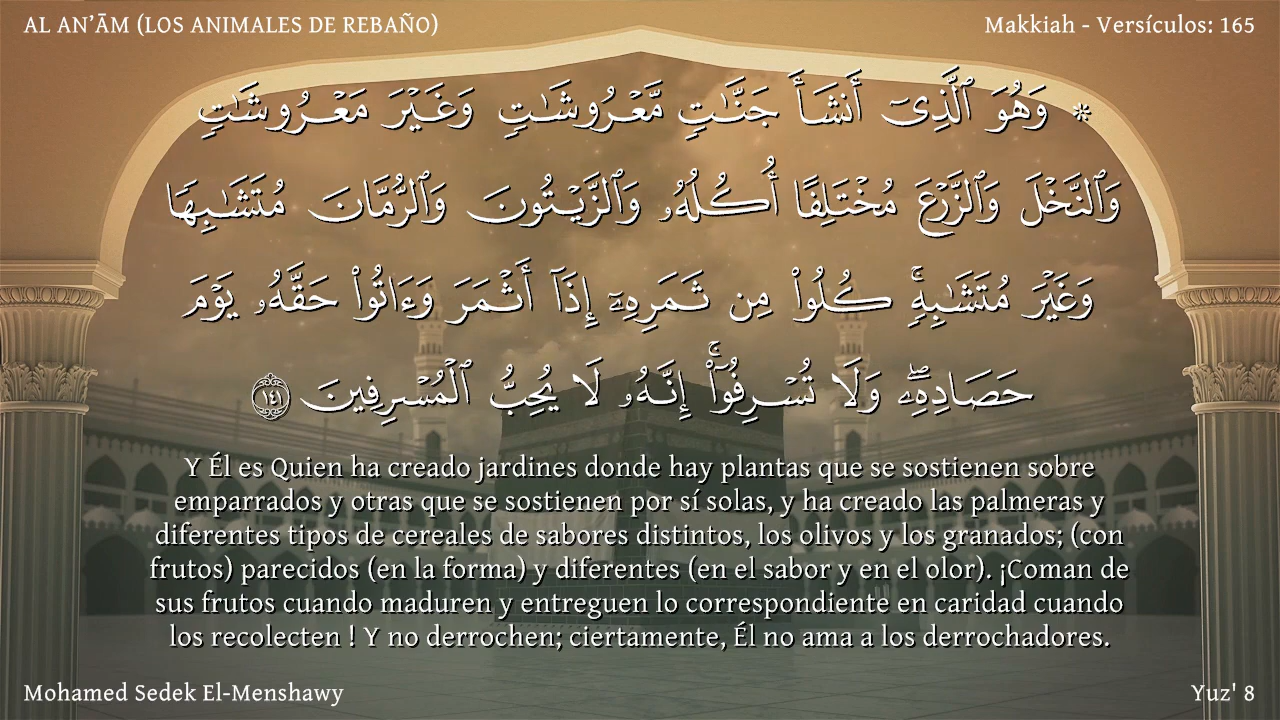 AL AN’ĀM (LOS ANIMALES DE REBAÑO)
Makkiah - Versículos: 165
* وَهُوَ ٱلَّذِىٓ أَنشَأَ جَنَّـٰتٍ مَّعْرُوشَـٰتٍ وَغَيْرَ مَعْرُوشَـٰتٍ
وَٱلنَّخْلَ وَٱلزَّرْعَ مُخْتَلِفًا أُكُلُهُۥ وَٱلزَّيْتُونَ وَٱلرُّمَّانَ مُتَشَـٰبِهًا
وَغَيْرَ مُتَشَـٰبِهٍۚ كُلُوا۟ مِن ثَمَرِهِۦٓ إِذَآ أَثْمَرَ وَءَاتُوا۟ حَقَّهُۥ يَوْمَ
حَصَادِهِۦۖ وَلَا تُسْرِفُوٓا۟ۚ إِنَّهُۥ لَا يُحِبُّ ٱلْمُسْرِفِينَ ١٤١
Y Él es Quien ha creado jardines donde hay plantas que se sostienen sobre
emparrados y otras que se sostienen por sí solas, y ha creado las palmeras y
diferentes tipos de cereales de sabores distintos, los olivos y los granados; (con
frutos) parecidos (en la forma) y diferentes (en el sabor y en el olor). ¡Coman de
sus frutos cuando maduren y entreguen lo correspondiente en caridad cuando
los recolecten ! Y no derrochen; ciertamente, Él no ama a los derrochadores.
Mohamed Sedek El-Menshawy
Yuz' 8